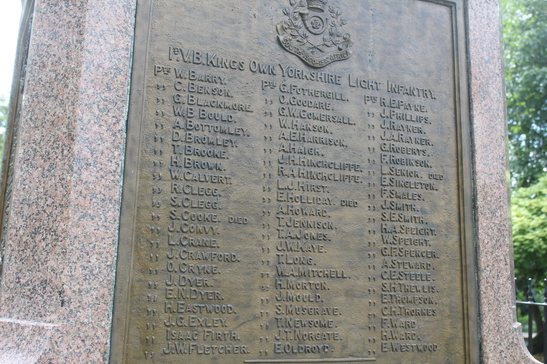 1ST V.B. KING'S OWN YORKSHIRE LIGHT INFANTRY.
PTE W. BARRY.
" C. BENSON.
" G. BLACKMORE.
" W. B. BOULD.
" A. BOTTOMLEY.
" D. BROMLEY.
" T. BROOKE.
" H. BROWN.
" W. CALVERT.
" R. CLEGG.
" S. CLEGG.
" S. COOKE. DIED
" J. CONVY.
" L. CRANE.
" J. CRAWFORD.
" O. CRYKE.
" J. DYER.
" E. N. DYER.
" H. EASTWOOD.
" J. G. EXLEY.
" ISAAC FIRTH.
" J. W. FLETCHER.
PTE G. FOTHERGILL.
" C. GODDARD.
" G. W. GOMERSALL.
" W. HANSON.
" A. E. HARRISON.
" A. HAIGH.
" J. H. HINCHCLIFFE.
" R. A. HINCHCLIFFE.
" L. J. HIRST.
" E. HOLLIDAY. DIED
" A. HOWARD.
" T. JENNISON.
" T. A. JONES.
" J. W. KAYE.
" T. LONG.
" W. A. MITCHELL.
" H. MORTON.
" J. MOULD.
" S. MUSGRAVE.
" T. NEWSOME.
" J. T. NORGATE.
" E. OLDROYD.
PTE R. E. PAYNE.
" J. PHILLIPS.
" J. RAYNER.
" J. A. RAYNER.
" G. ROBERTS.
" F. ROBINSON.
" L. SENIOR. DIED
" E. SINGLETON.
" F. SMALES.
" J. SMITH.
" S. E. SMITH.
" H. A. SPEIGHT.
" W. SPEIGHT.
" G. F. SPENCER.
" A. STEWARD.
" C. E. STEELE.
" S. H. THEWLIS.
" E. THOMPSON.
" C. H. THORNES
" F. WARD
" H. WARD.
" E. WESTWOOD